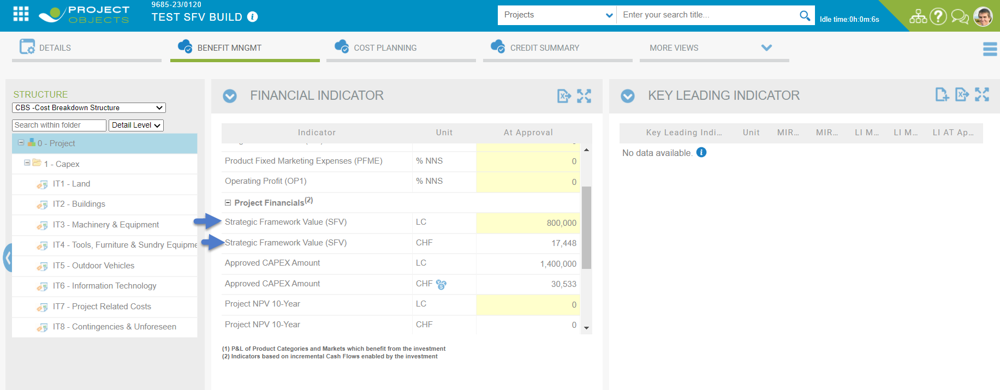 PROJECT
OBJECTS
9685-23/0120
TEST SFV BUILD
Projects
Enter your search title...
Idle time:0h:0m:6s
DETAILS
BENEFIT MNGMT
COST PLANNING
CREDIT SUMMARY
MORE VIEWS
STRUCTURE
CBS -Cost Breakdown Structure
Search within folder
Detail Level
0 - Project
1 - Capex
IT1 - Land
IT2 - Buildings
IT3 - Machinery & Equipment
IT4 - Tools, Furniture & Sundry Equipme
IT5 - Outdoor Vehicles
IT6 - Information Technology
IT7 - Project Related Costs
IT8 - Contingencies & Unforeseen
FINANCIAL INDICATOR
Indicator Unit At Approval
Product Fixed Marketing Expenses (PFME) % NNS 0
Operating Profit (OP1) % NNS 0
Project Financials(2)
Strategic Framework Value (SFV) LC 800,000
Strategic Framework Value (SFV) CHF 17,448
Approved CAPEX Amount LC 1,400,000
Approved CAPEX Amount CHF 30,533
Project NPV 10-Year LC 0
Project NPV 10-Year CHF 0
(1) P&L of Product Categories and Markets which benefit from the investment
(2) Indicators based on incremental Cash Flows enabled by the investment
KEY LEADING INDICATOR
Key Leading Indi... Unit MIR... MIR... LI M... LI M... LI AT Ap...
No data available.